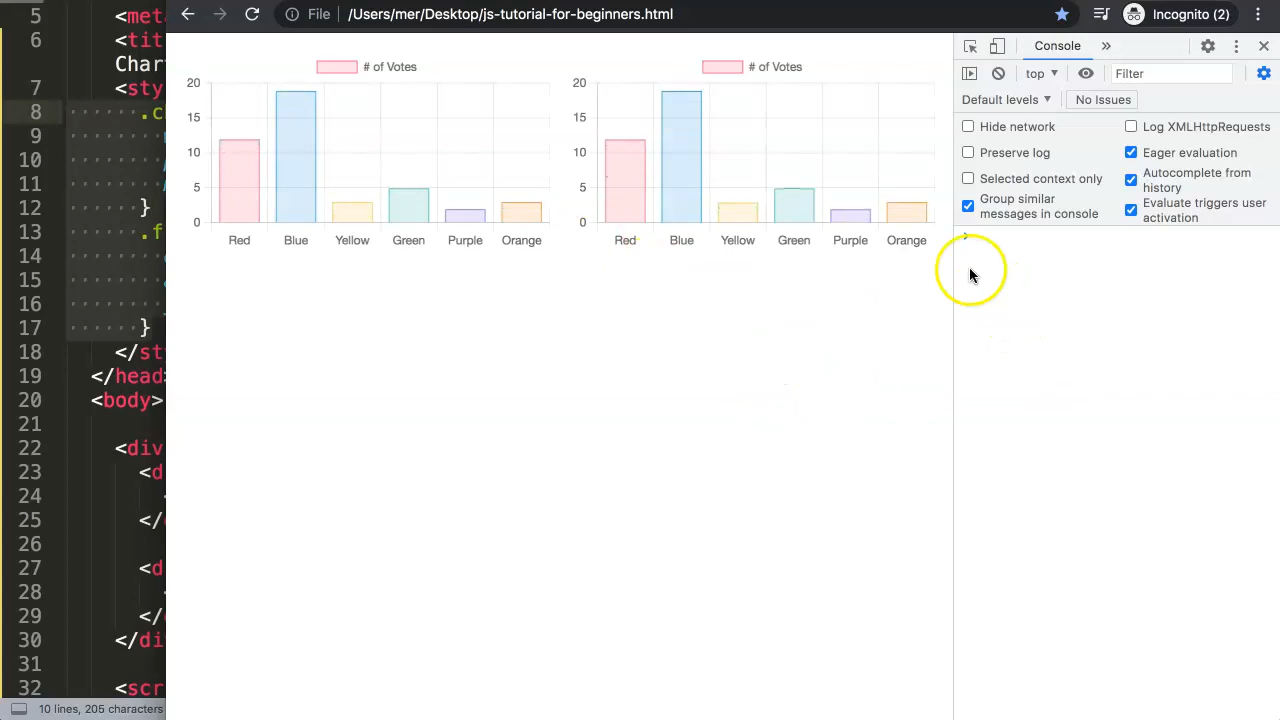 File /Users/mer/Desktop/js-tutorial-for-beginners.html Incognito (2)
5 <meta
6 <tit
Char
7 <sty
8 .c
9
10
11
12 }
13 .f
14
15
16
17 }
18 </st
19 </head>
20 <body>
21
22 <div
23 <d
24
25 </
26
27 <d
28
29 </
30 </di
31
32 <scr
10 lines, 205 characters
# of Votes
20
15
10
5
0
Red Blue Yellow Green Purple Orange
# of Votes
20
15
10
5
0
Red Blue Yellow Green Purple Orange
Console
top Filter
Default levels No Issues
Hide network Log XMLHttpRequests
Preserve log Eager evaluation
Selected context only Autocomplete from
history
Group similar Evaluate triggers user
messages in console activation